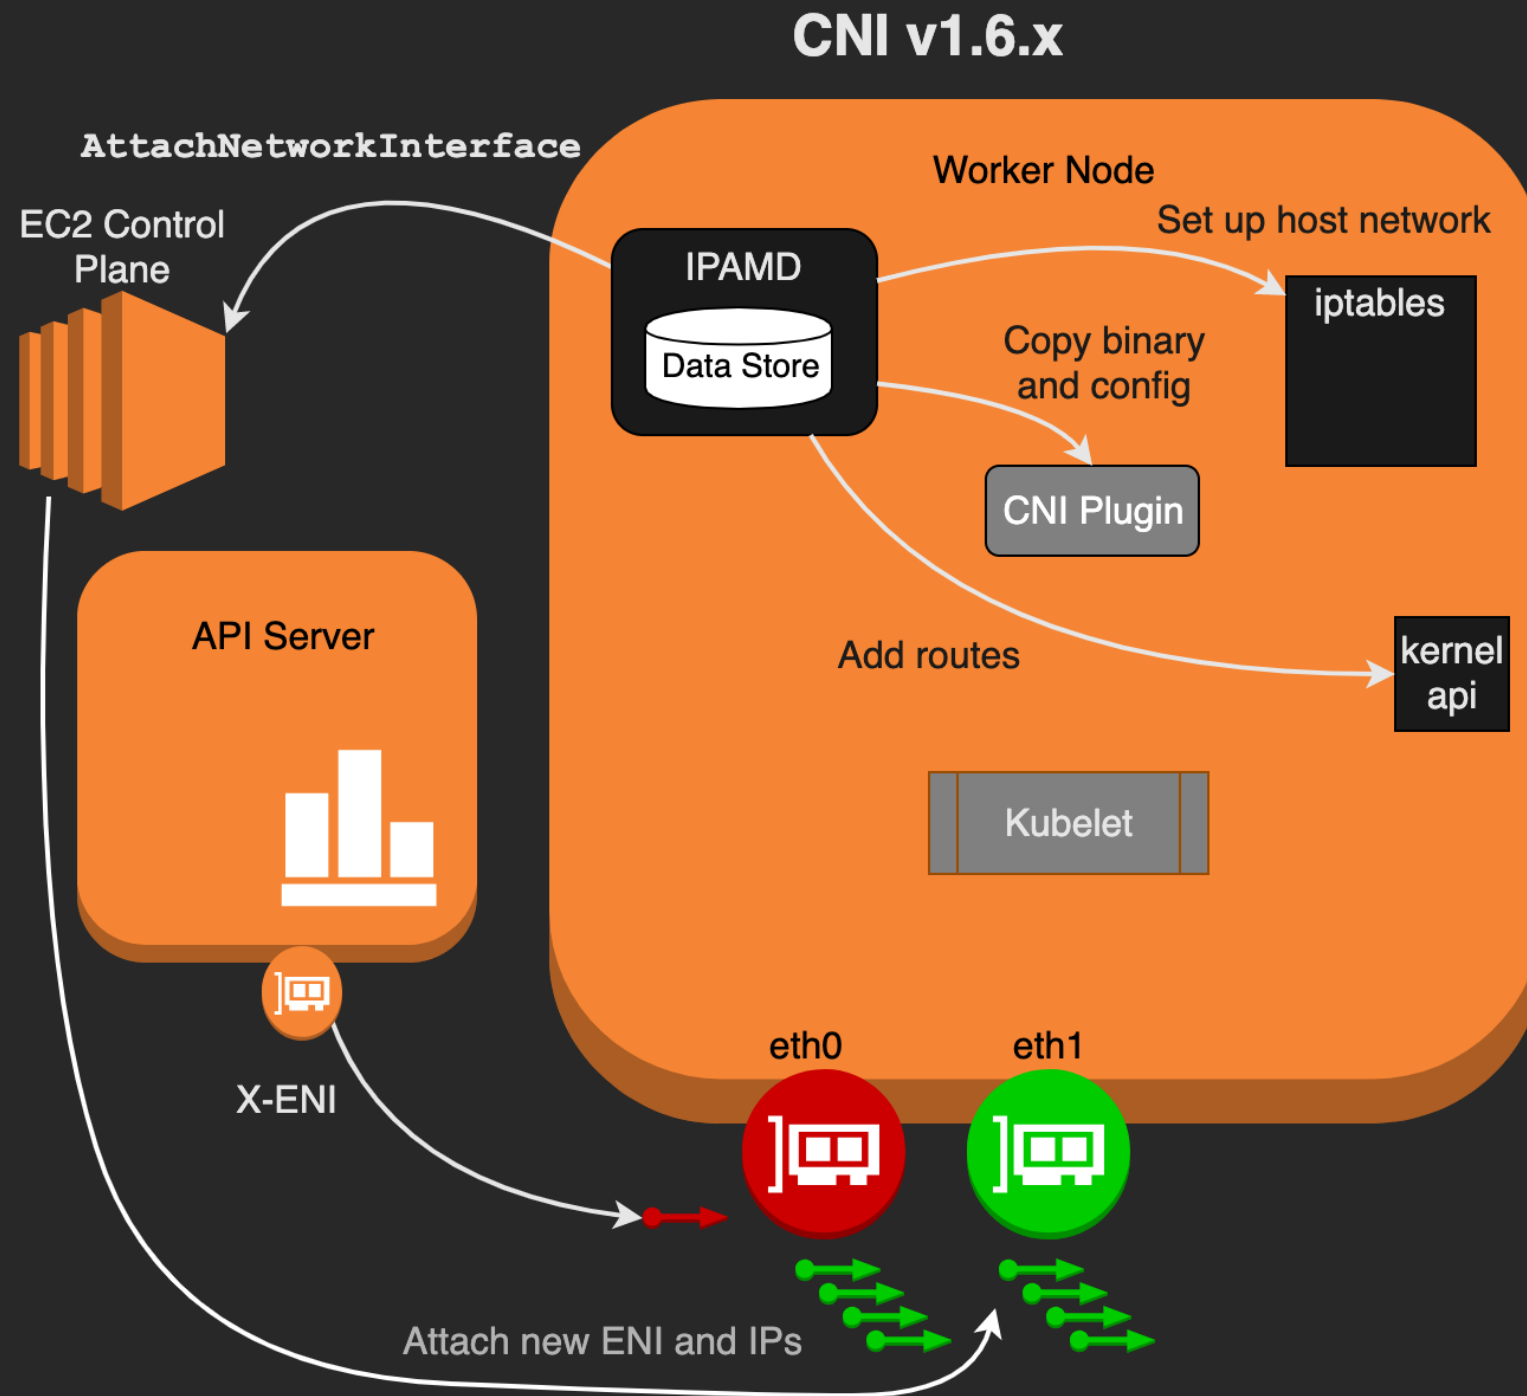 CNI v1.6.x
AttachNetworkInterface
Worker Node
EC2 Control
Plane
Set up host network
IPAMD
iptables
Data Store
Copy binary
and config
CNI Plugin
API Server
Add routes
kernel
api
Kubelet
eth0
eth1
X-ENI
Attach new ENI and IPs